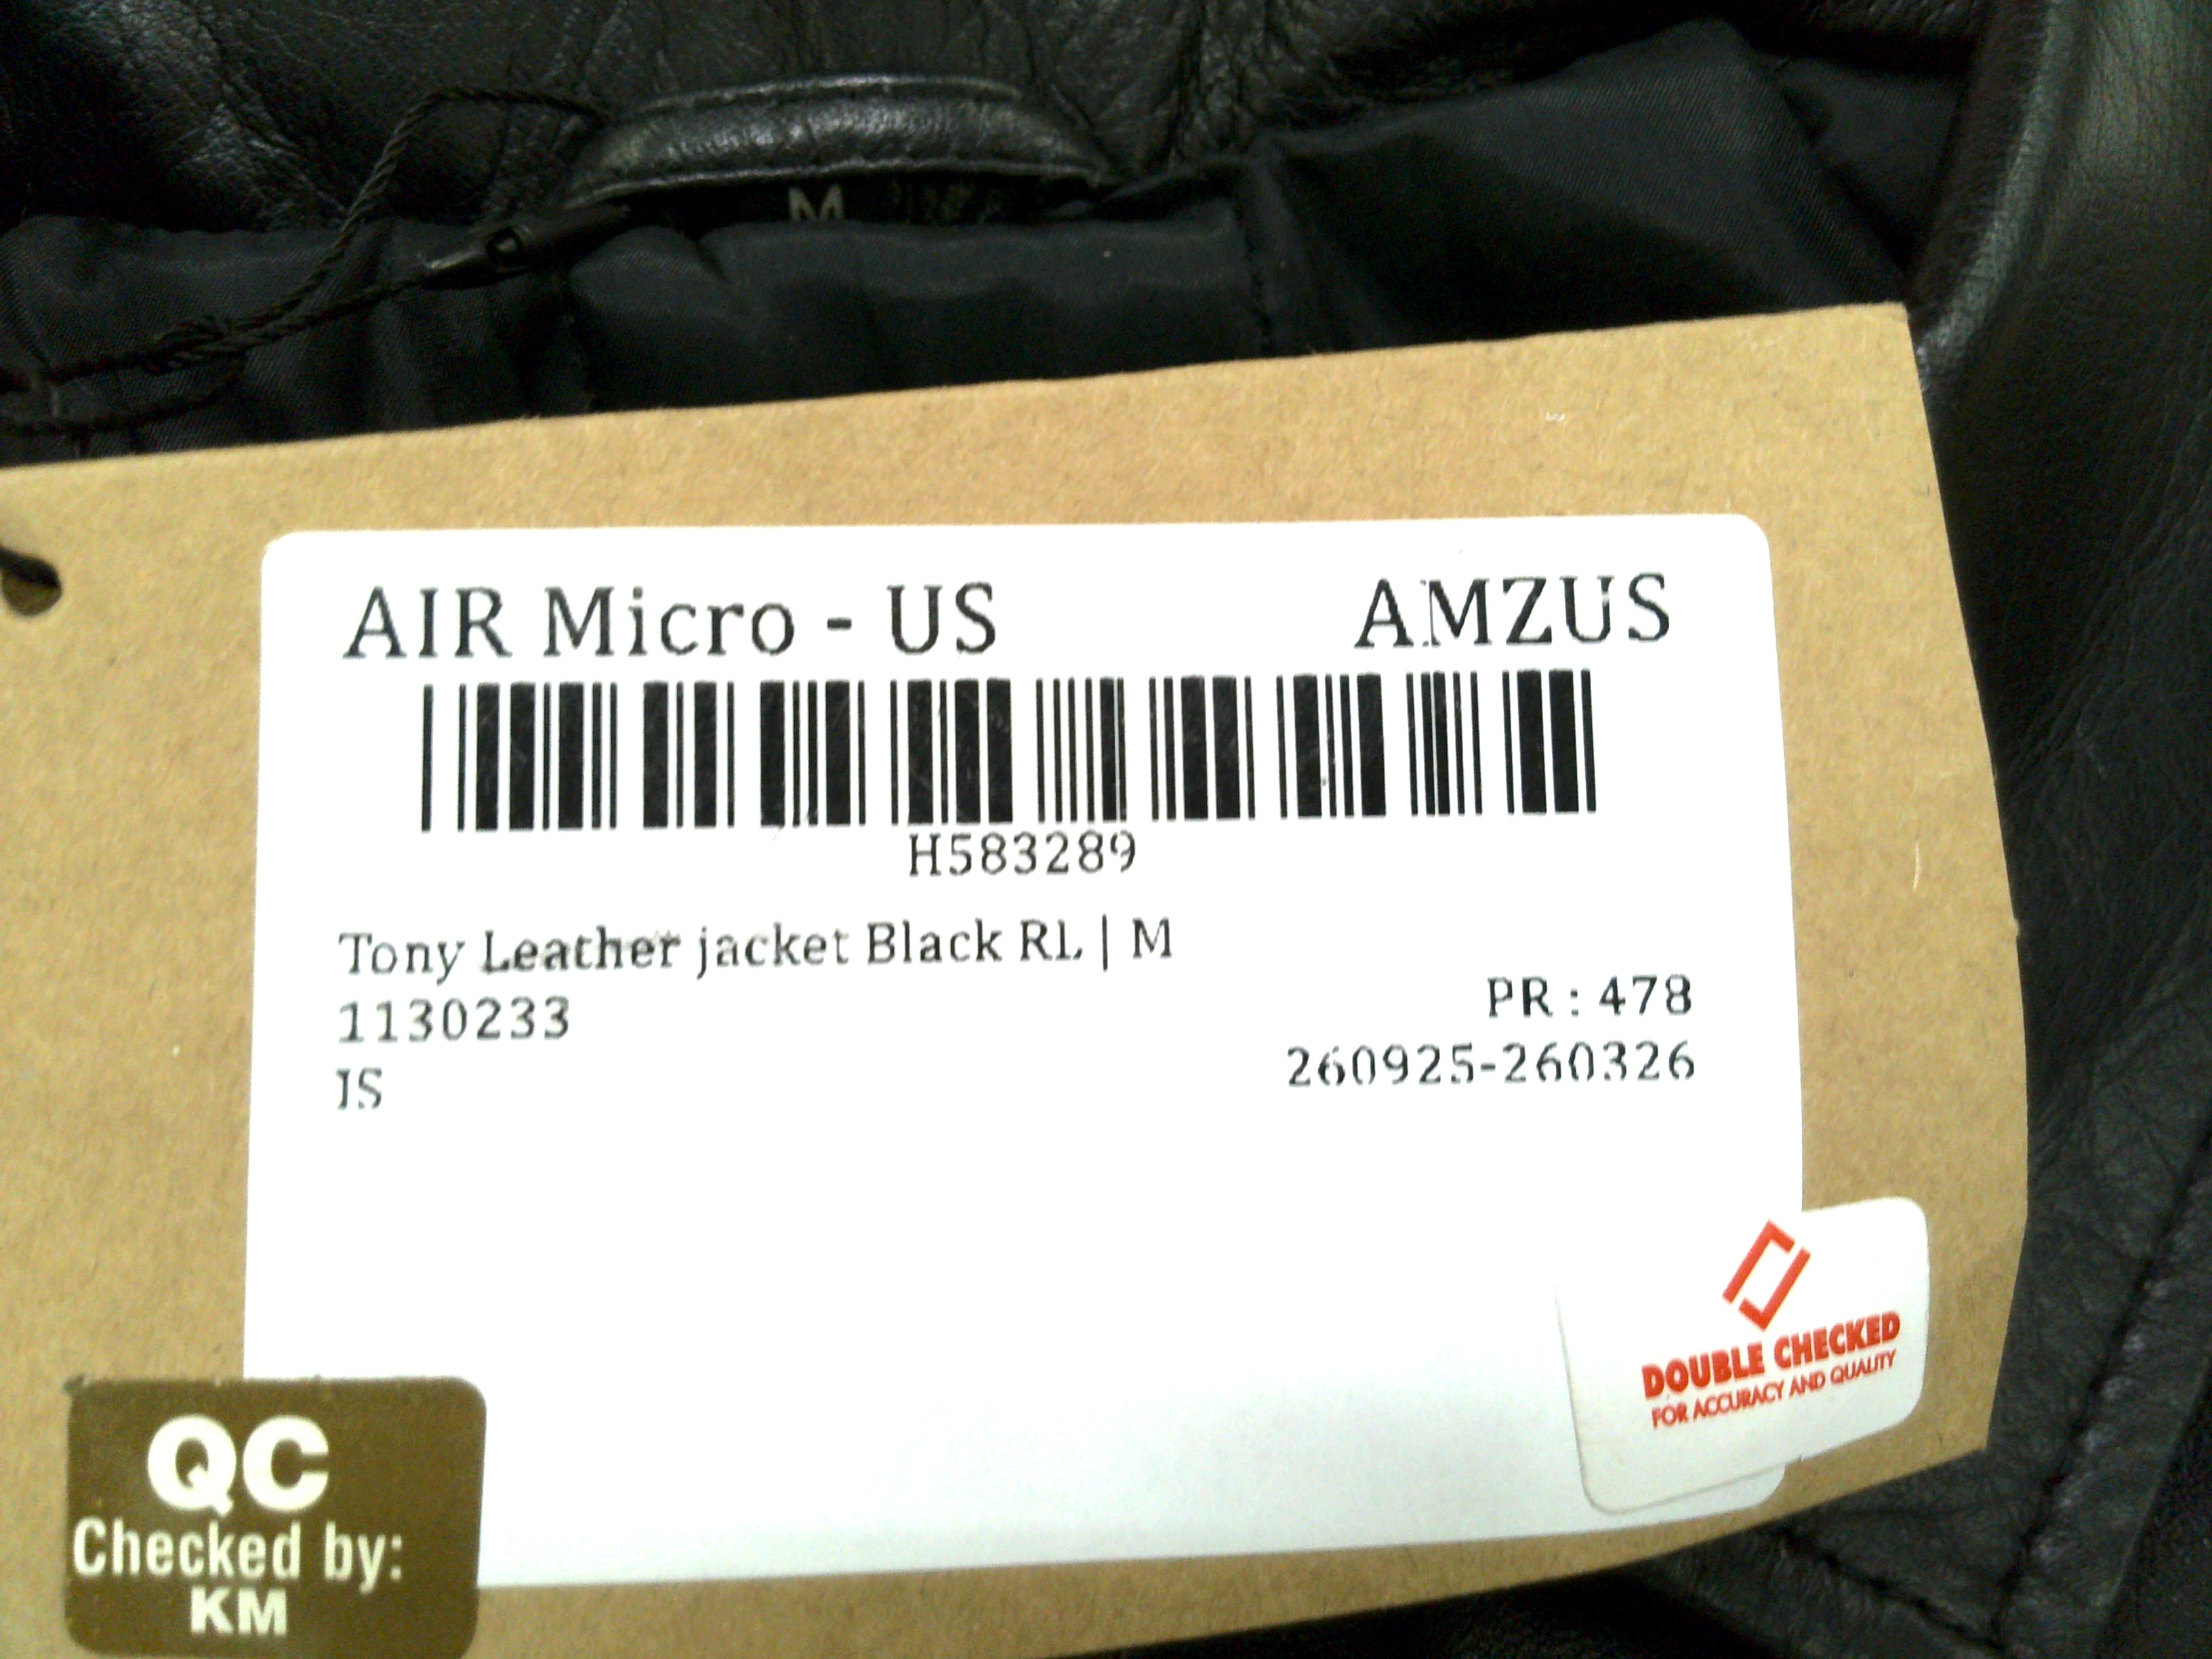 M
AIR Micro - US AMZUS
H583289
Tony Leather jacket Black RL | M
1130233
PR : 478
IS
260925-260326
DOUBLE CHECKED
FOR ACCURACY AND QUALITY
QC
Checked by:
KM